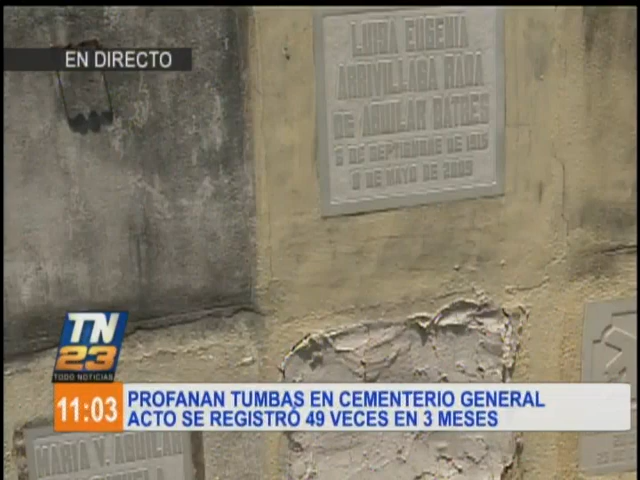 EN DIRECTO
LUISA EUGENIA
ARRIVILLAGA RADA
DE AGUILAR BATRES
DE SEPTIEMBRE DE
DE MAYO DE
TN
23
TODO NOTICIAS
11:03
PROFANAN TUMBAS EN CEMENTERIO GENERAL
ACTO SE REGISTRÓ 49 VECES EN 3 MESES
MARIA V. AGUILAR